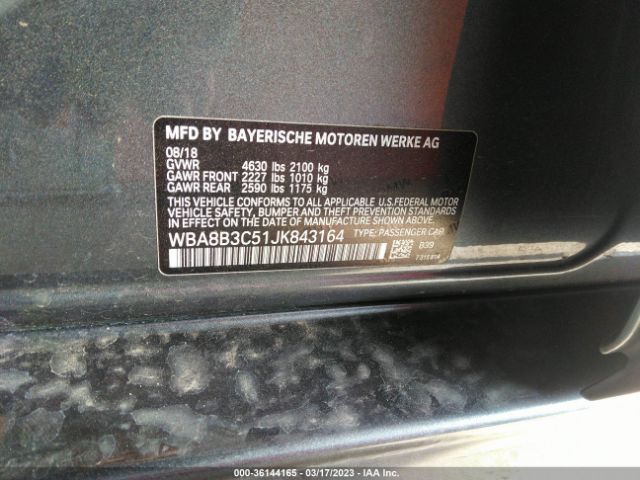 MFD BY BAYERISCHE MOTOREN WERKE AG
08/18
GVWR 4630 lbs 2100 kg
GAWR FRONT 2227 lbs 1010 kg
GAWR REAR 2590 lbs 1175 kg
THIS VEHICLE CONFORMS TO ALL APPLICABLE U.S.FEDERAL MOTOR
VEHICLE SAFETY, BUMPER, AND THEFT PREVENTION STANDARDS
IN EFFECT ON THE DATE OF MANUFACTURE SHOWN ABOVE.
WBA8B3C51JK843164 TYPE: PASSENGER CAR
B39
000-36144165 - 03/17/2023 - IAA Inc.